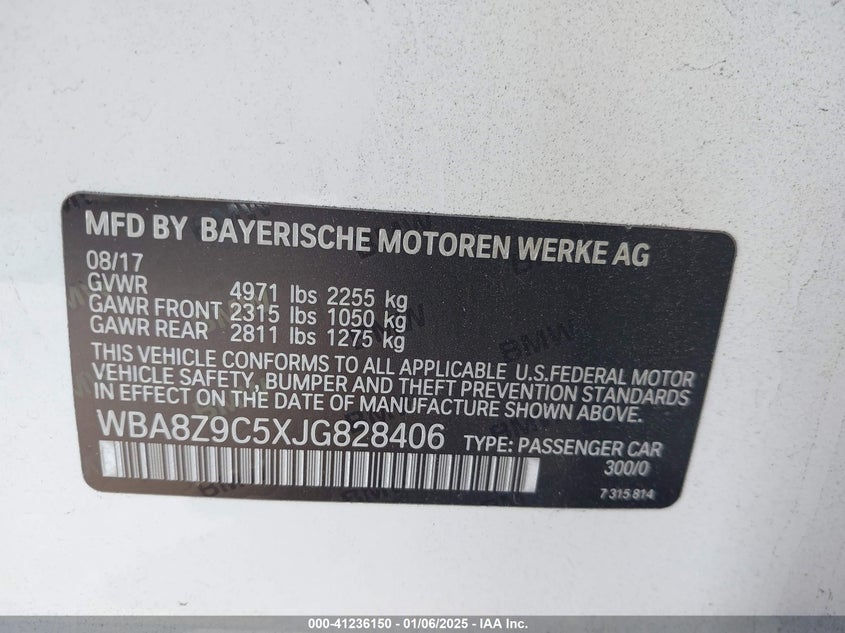 MFD BY BAYERISCHE MOTOREN WERKE AG
08/17
GVWR 4971 lbs 2255 kg
GAWR FRONT 2315 lbs 1050 kg
GAWR REAR 2811 lbs 1275 kg
THIS VEHICLE CONFORMS TO ALL APPLICABLE U.S.FEDERAL MOTOR
VEHICLE SAFETY, BUMPER AND THEFT PREVENTION STANDARDS
IN EFFECT ON THE DATE OF MANUFACTURE SHOWN ABOVE.
WBA8Z9C5XJG828406 TYPE: PASSENGER CAR
300/0
7 315 814
000-41236150 - 01/06/2025 - IAA Inc.